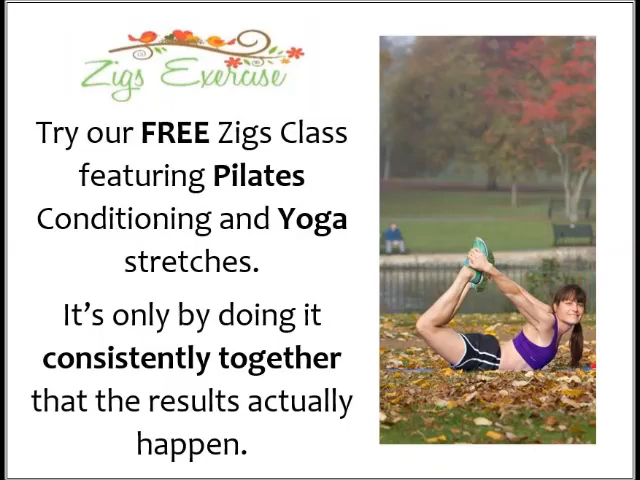 Zigs Exercise
Try our FREE Zigs Class
featuring Pilates
Conditioning and Yoga
stretches.
It’s only by doing it
consistently together
that the results actually
happen.